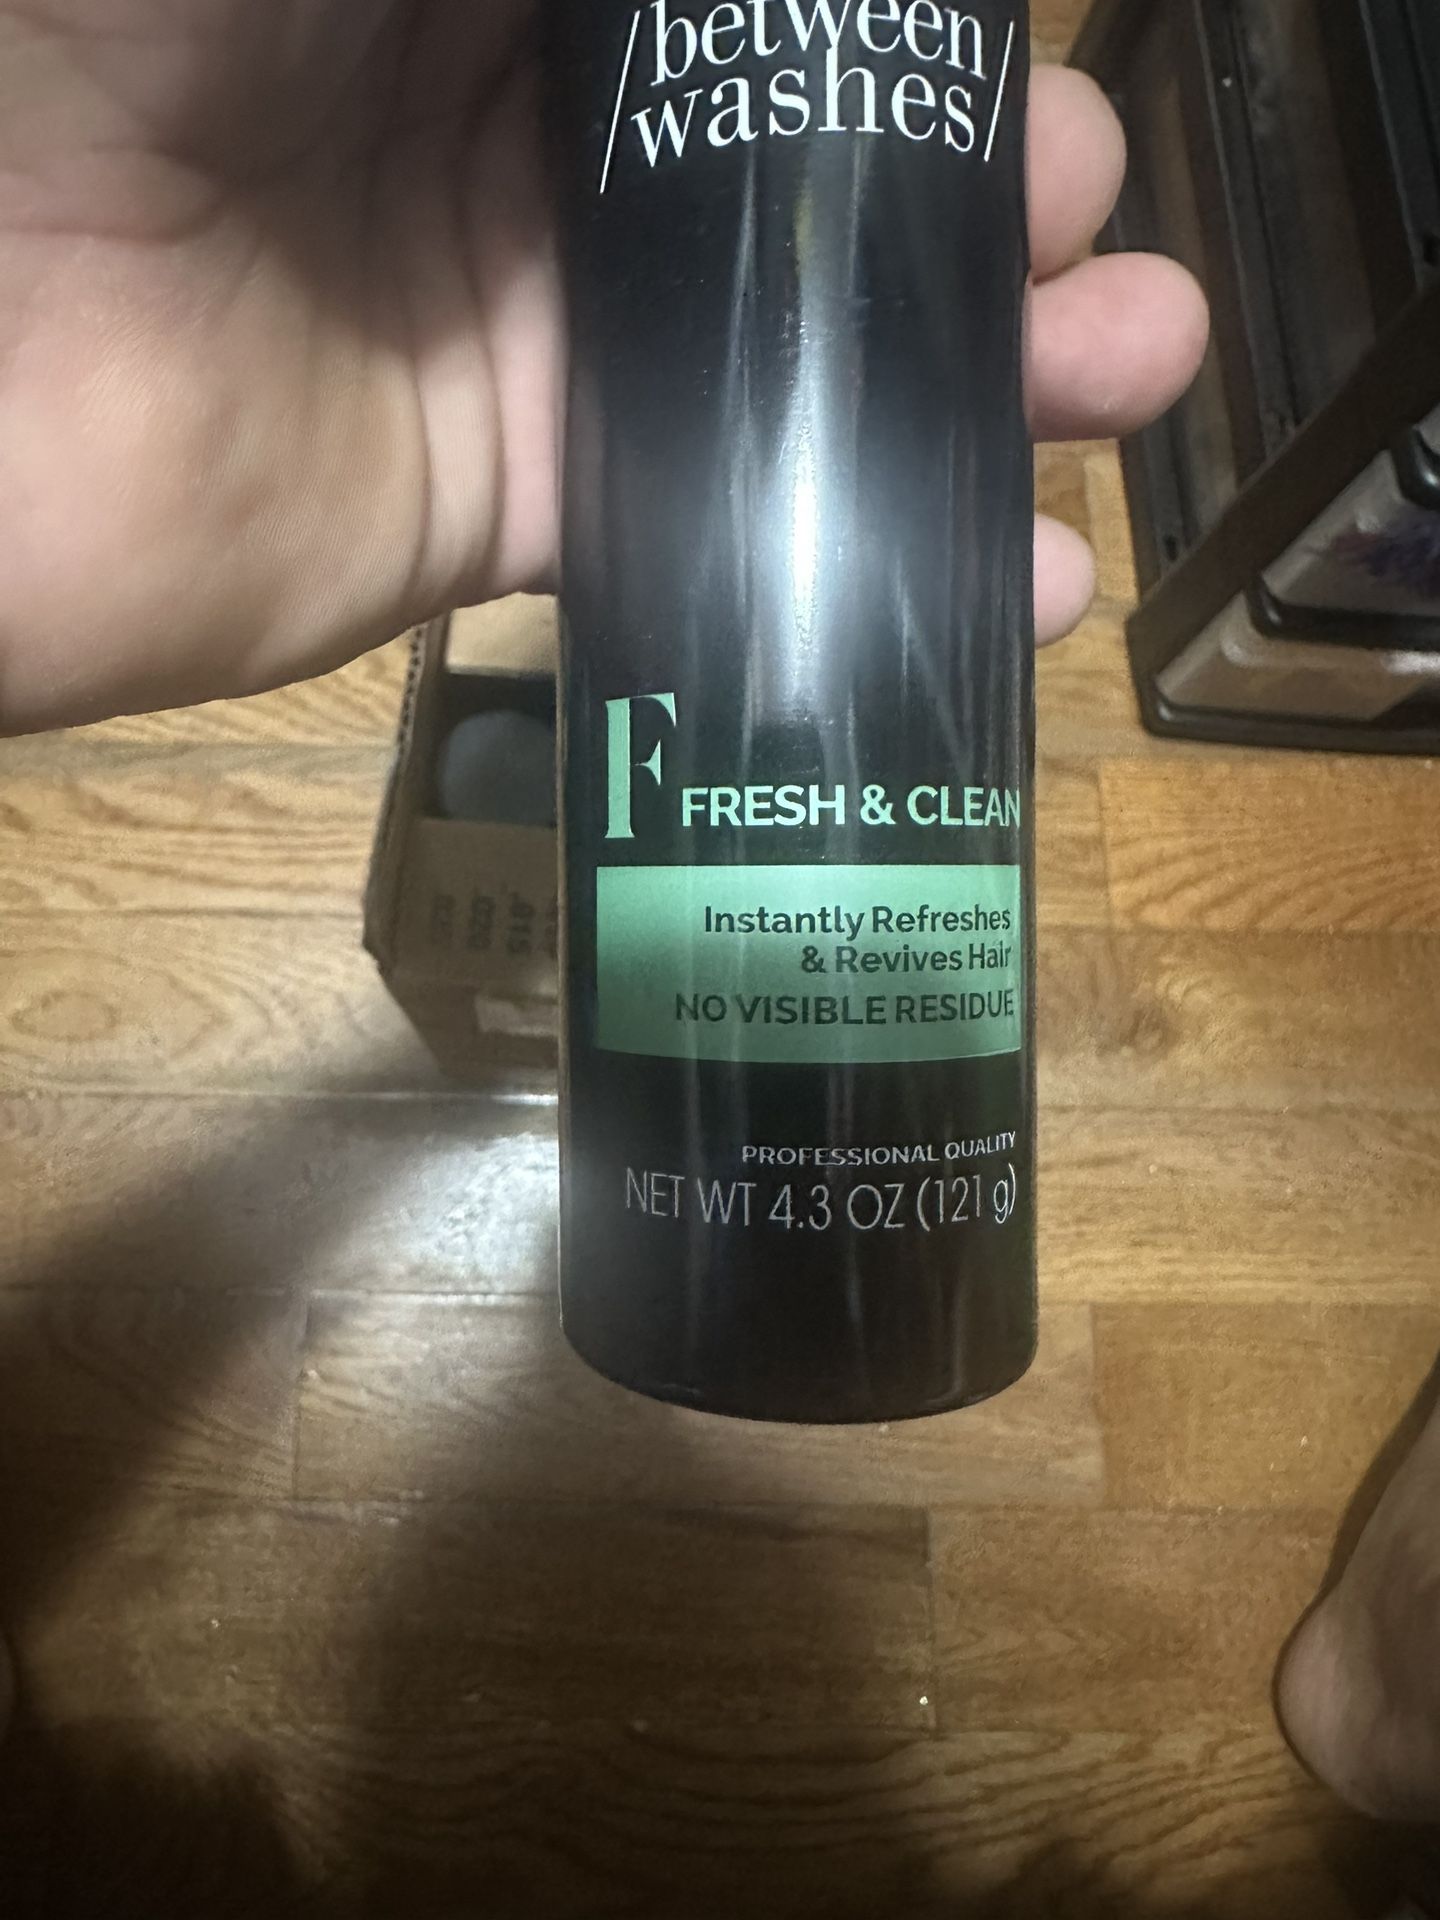 /between
/washes/
F FRESH & CLEAN
Instantly Refreshes
& Revives Hair
NO VISIBLE RESIDUE
PROFESSIONAL QUALITY
NET WT 4.3 OZ (121 g)